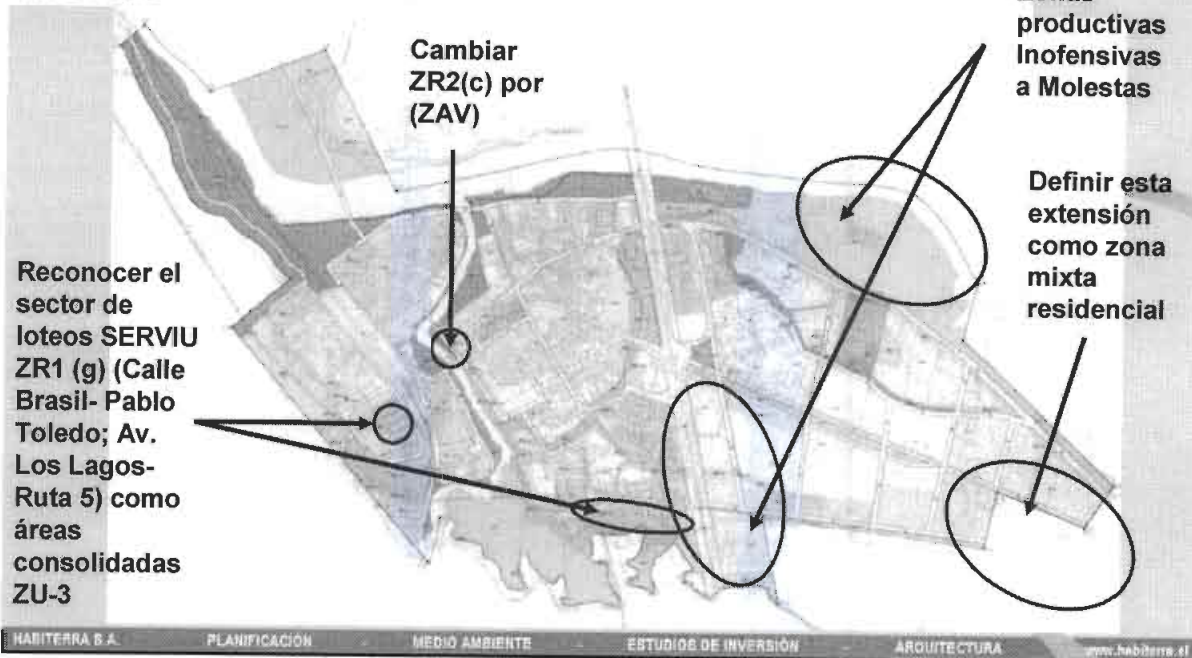 productivas
Inofensivas
a Molestas
Cambiar
ZR2(c) por
(ZAV)
Definir esta
extensión
como zona
mixta
residencial
Reconocer el
sector de
loteos SERVIU
ZR1 (g) (Calle
Brasil- Pablo
Toledo; Av.
Los Lagos-
Ruta 5) como
áreas
consolidadas
ZU-3
HABITERRA S.A. PLANIFICACIÓN - MEDIO AMBIENTE - ESTUDIOS DE INVERSIÓN - ARQUITECTURA www.habiterra.cl